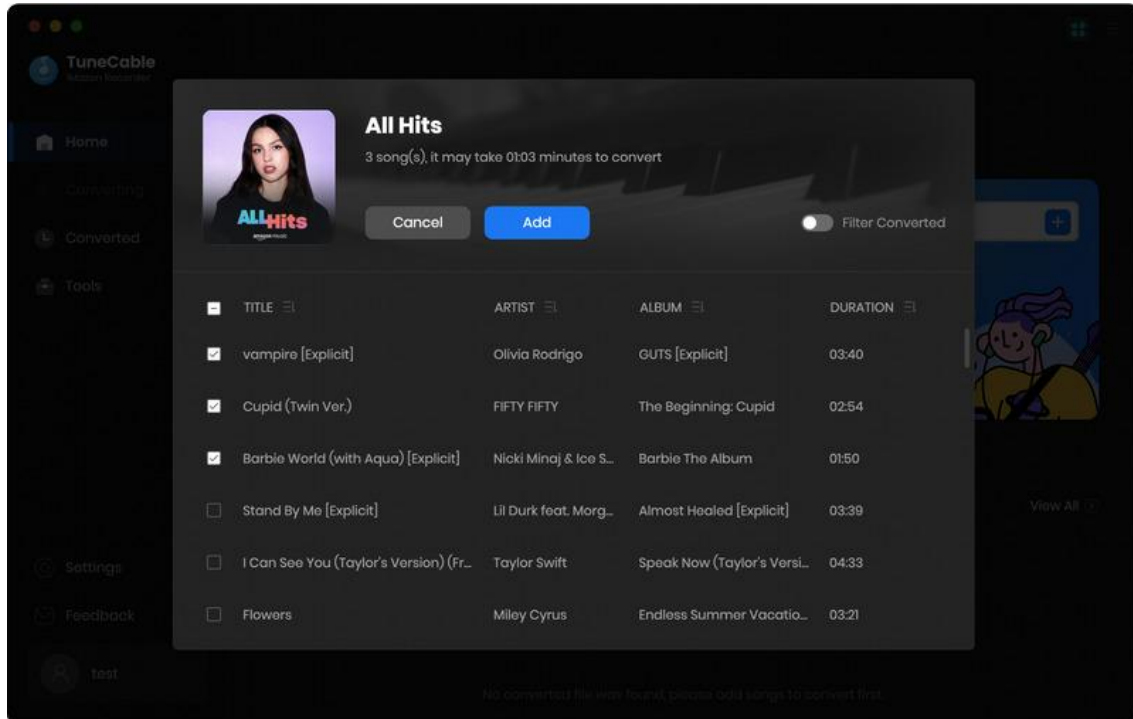 TuneCable
Amazon Recorder
Home
Converting
Converted
Tools
Settings
Feedback
test
All Hits
3 song(s), it may take 01:03 minutes to convert
ALL Hits
amazon music
Cancel
Add
Filter Converted
TITLE ARTIST ALBUM DURATION
vampire [Explicit] Olivia Rodrigo GUTS [Explicit] 03:40
Cupid (Twin Ver.) FIFTY FIFTY The Beginning: Cupid 02:54
Barbie World (with Aqua) [Explicit] Nicki Minaj & Ice S... Barbie The Album 01:50
Stand By Me [Explicit] Lil Durk feat. Morg... Almost Healed [Explicit] 03:39
I Can See You (Taylor's Version) (Fr... Taylor Swift Speak Now (Taylor's Versi... 04:33
Flowers Miley Cyrus Endless Summer Vacatio... 03:21
View All
No converted file was found, please add songs to convert first.